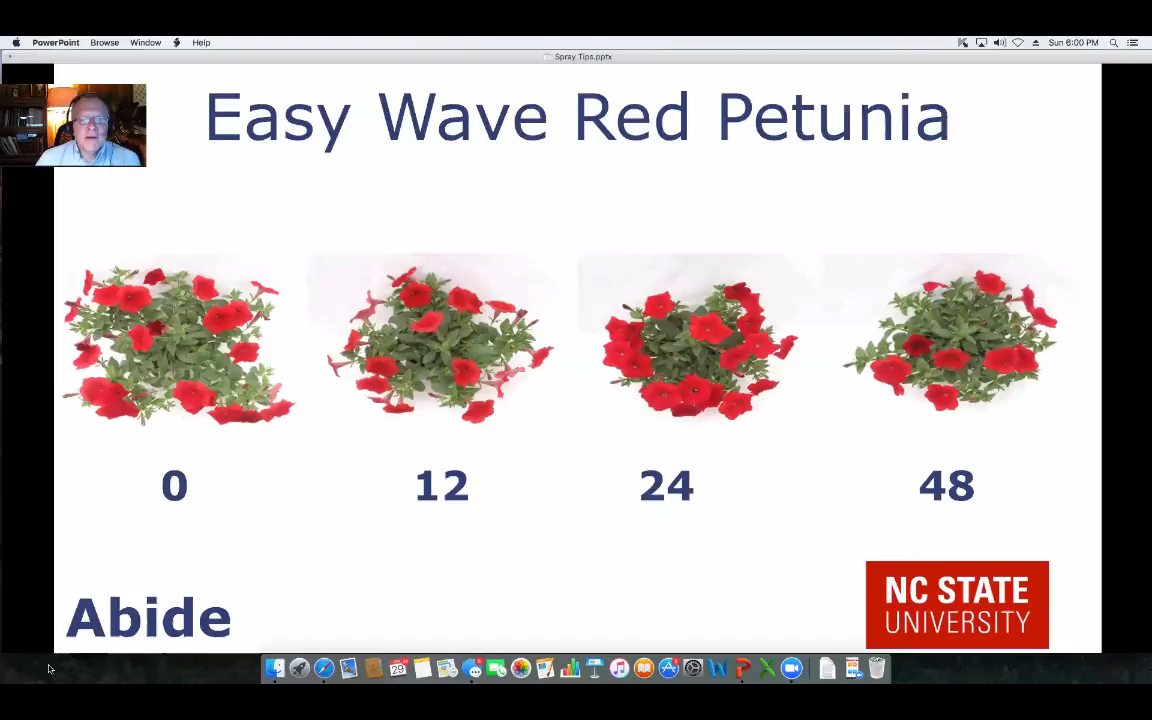 PowerPoint Browse Window Help Sun 6:00 PM
Spray Tips.pptx
Easy Wave Red Petunia
0 12 24 48
Abide
NC STATE
UNIVERSITY